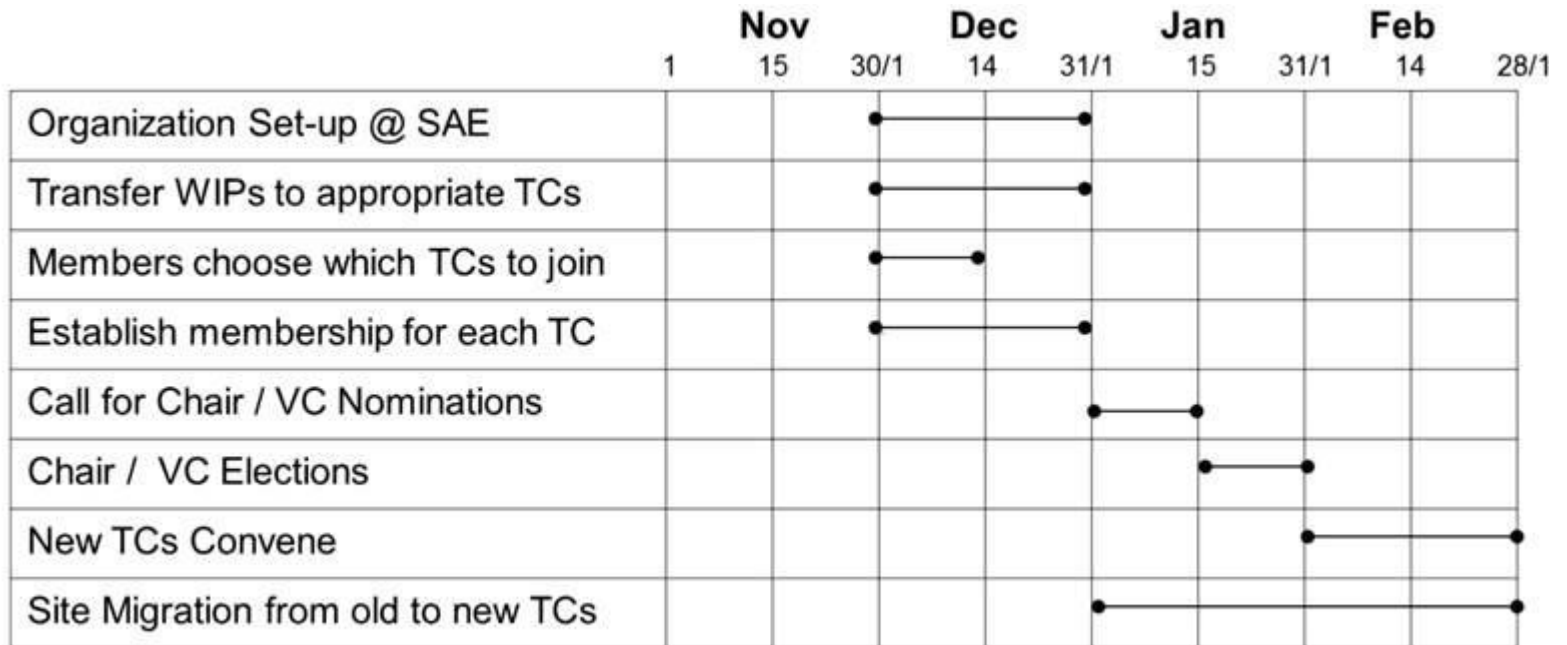 Nov Dec Jan Feb
1 15 30/1 14 31/1 15 31/1 14 28/1
Organization Set-up @ SAE
Transfer WIPs to appropriate TCs
Members choose which TCs to join
Establish membership for each TC
Call for Chair / VC Nominations
Chair / VC Elections
New TCs Convene
Site Migration from old to new TCs